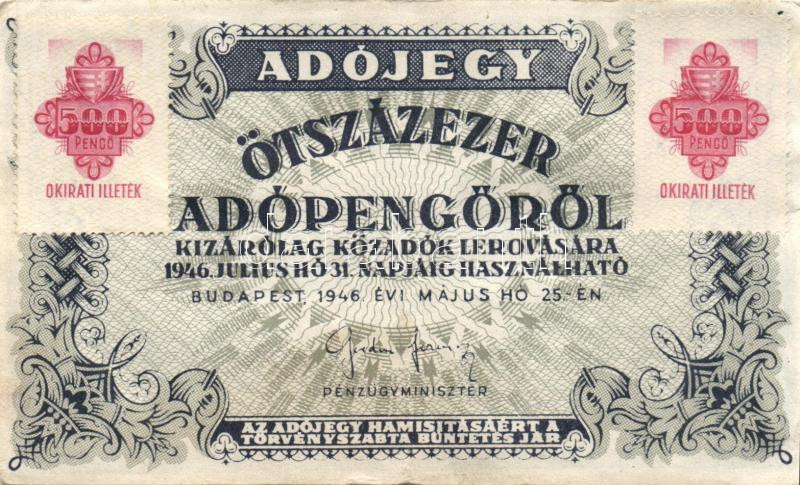 ADÓJEGY
500
PENGŐ
OKIRATI ILLETÉK
500
PENGŐ
OKIRATI ILLETÉK
ÖTSZÁZEZER
ADÓPENGŐRŐL
KIZÁRÓLAG KÖZADÓK LEROVÁSÁRA
1946. JULIUS HÓ 31. NAPJÁIG HASZNÁLHATÓ
BUDAPEST, 1946. ÉVI MÁJUS HO 25.-ÉN
PÉNZÜGYMINISZTER
AZ ADÓJEGY HAMISITÁSÁÉRT A
TÖRVÉNYSZABTA BÜNTETÉS JÁR